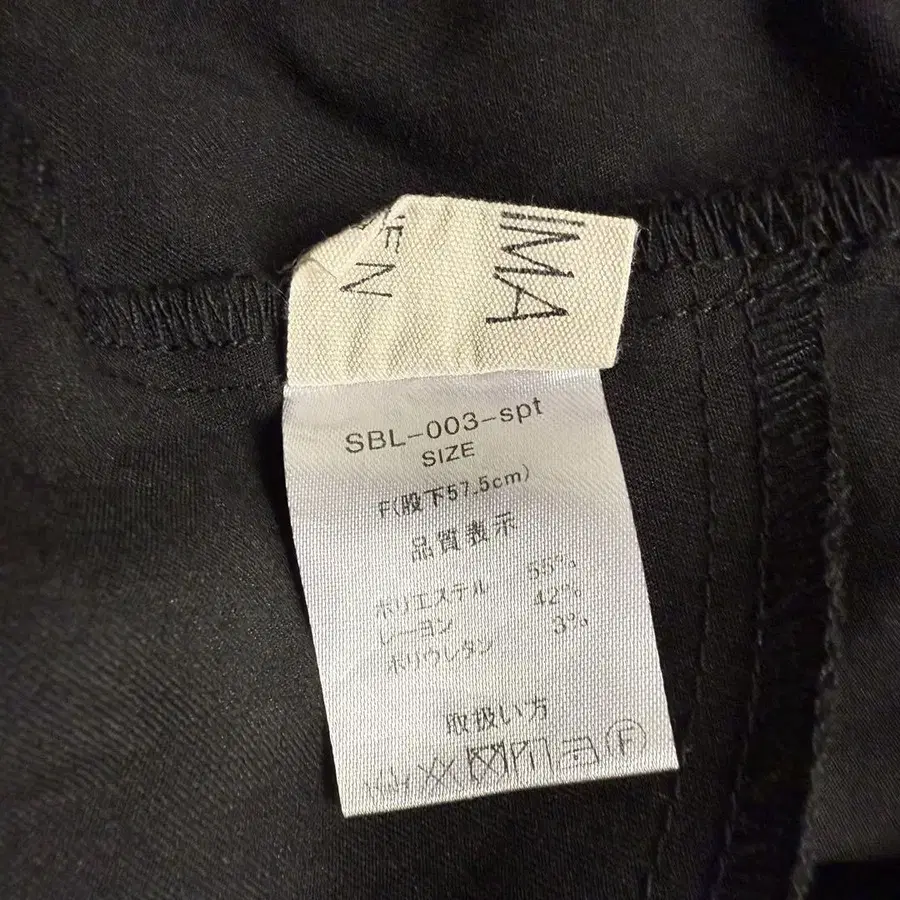 IMA
SBL-003-spt
SIZE
F(股下57.5cm)
品質表示
ポリエステル 55%
レーヨン 42%
ポリウレタン 3%
取扱い方
F